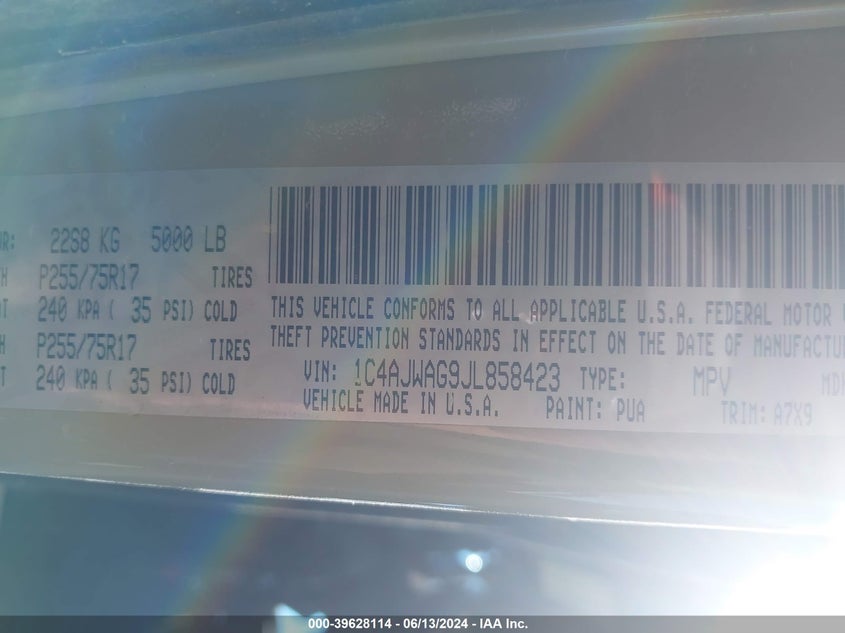 WR: 2268 KG 5000 LB
H P255/75R17 TIRES
T 240 KPA ( 35 PSI) COLD
H P255/75R17 TIRES
T 240 KPA ( 35 PSI) COLD
THIS VEHICLE CONFORMS TO ALL APPLICABLE U.S.A. FEDERAL MOTOR
THEFT PREVENTION STANDARDS IN EFFECT ON THE DATE OF MANUFACTU
VIN: 1C4AJWAG9JL858423 TYPE: MPV MD
VEHICLE MADE IN U.S.A. PAINT: PUA TRIM: A7X9
000-39628114 - 06/13/2024 - IAA Inc.